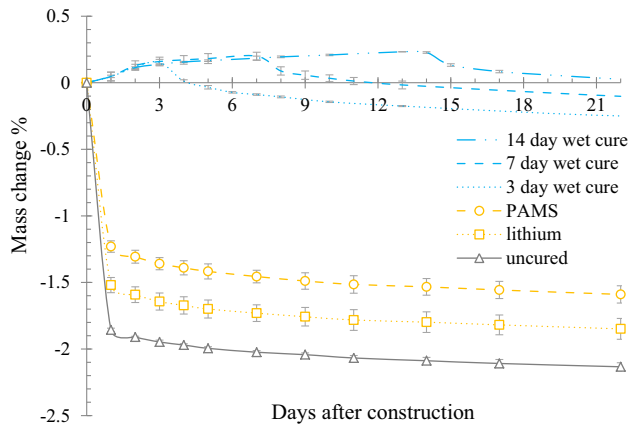 0.5
0
-0.5
-1
-1.5
-2
-2.5
0
3
6
9
12
15
18
21
Mass change %
Days after construction
14 day wet cure
7 day wet cure
3 day wet cure
PAMS
lithium
uncured